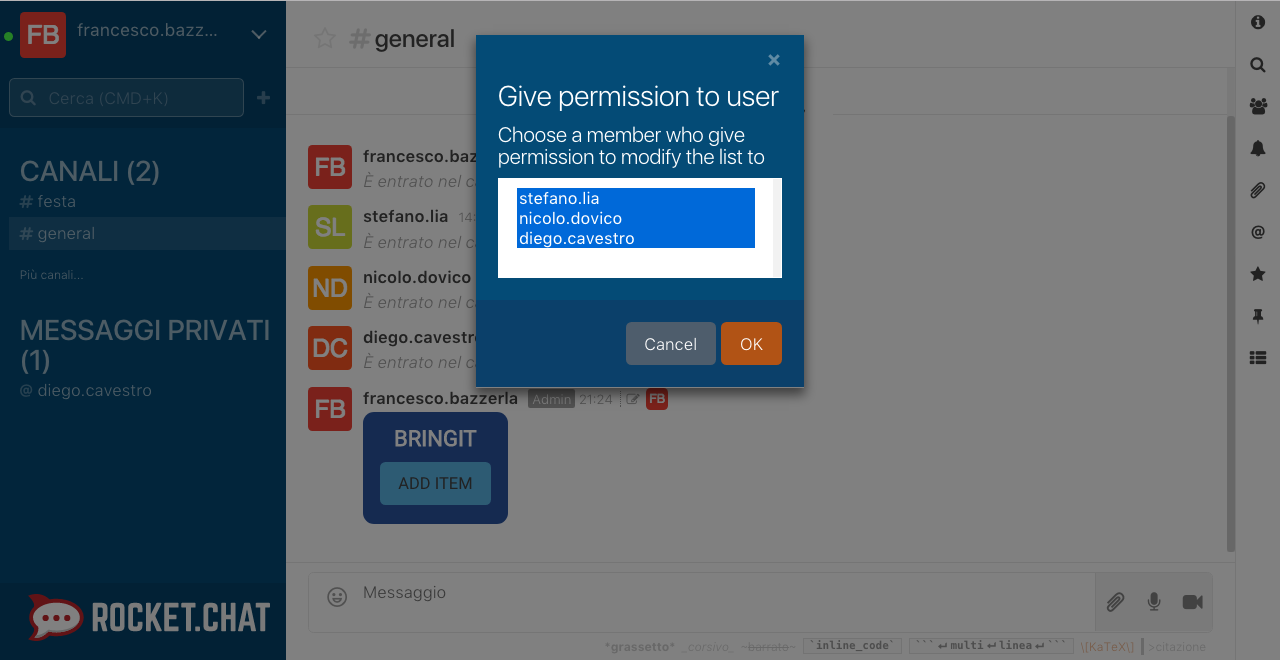 FB francesco.bazz...
Cerca (CMD+K)
CANALI (2)
# festa
# general
Più canali...
MESSAGGI PRIVATI
(1)
@ diego.cavestro
ROCKET.CHAT
#general
FB francesco.baz
È entrato nel c
SL stefano.lia 14:
È entrato nel c
ND nicolo.dovico
È entrato nel c
DC diego.cavestro
È entrato nel c
FB francesco.bazzerla Admin 21:24 FB
BRINGIT
ADD ITEM
×
Give permission to user
Choose a member who give
permission to modify the list to
stefano.lia
nicolo.dovico
diego.cavestro
Cancel OK
Messaggio
*grassetto* _corsivo_ ~barrato~ `inline_code` ```↵multi↵linea↵``` \[KaTeX\] >citazione
@